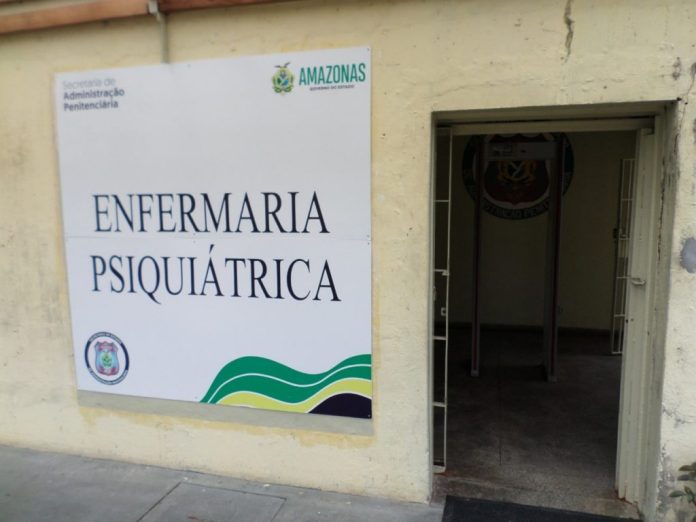 Secretaria de
Administração
Penitenciária
AMAZONAS
GOVERNO DO ESTADO
ENFERMARIA
PSIQUIÁTRICA